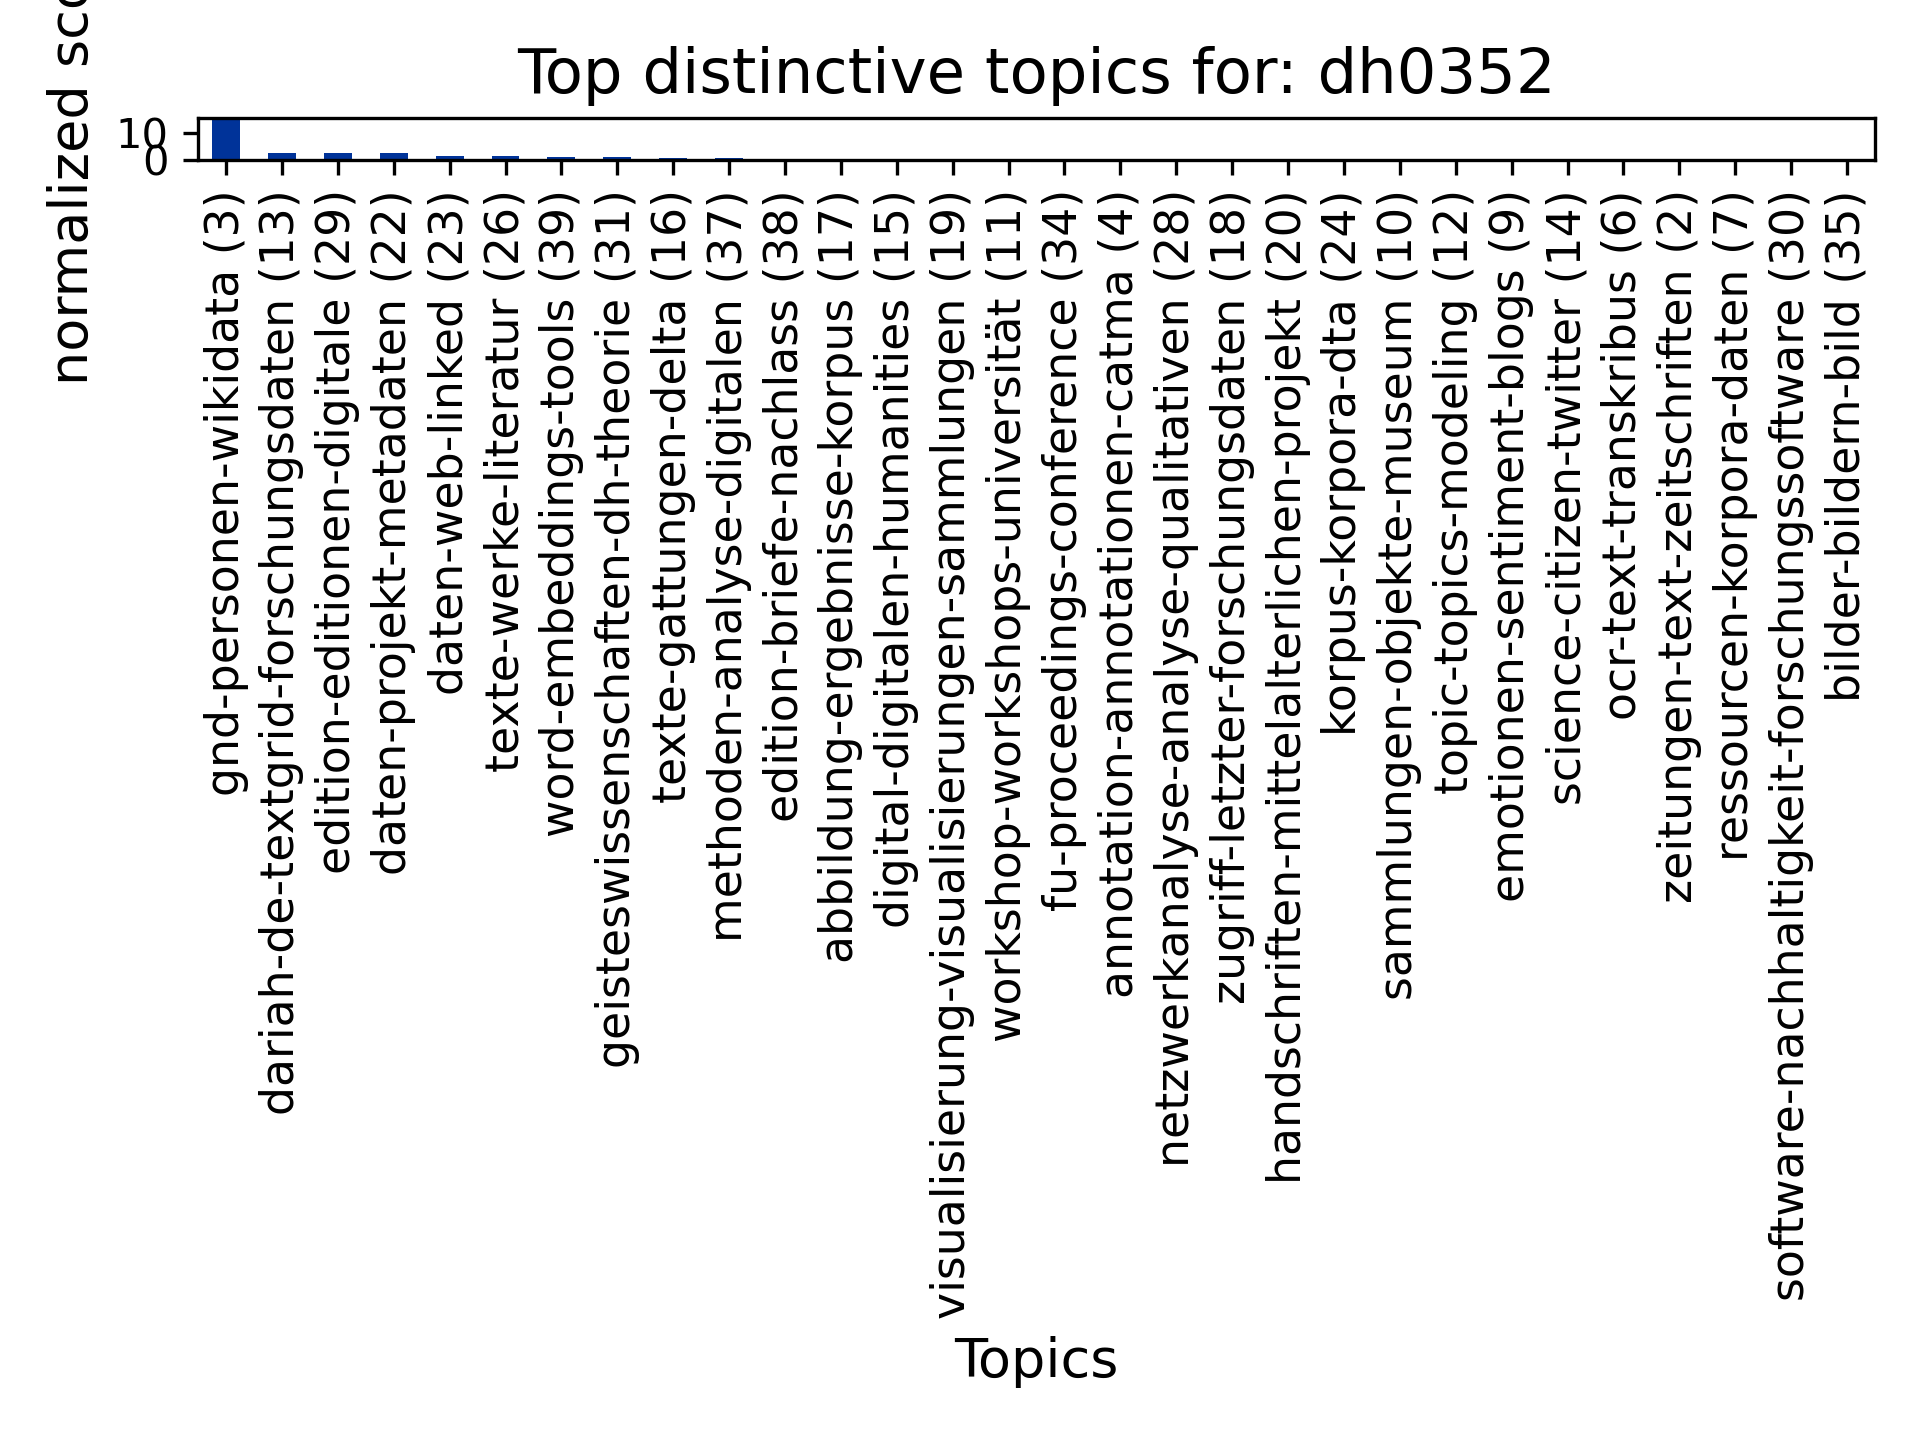 Top distinctive topics for: dh0352
normalized
10
0
gnd-personen-wikidata (3)
dariah-de-textgrid-forschungsdaten (13)
edition-editionen-digitale (29)
daten-projekt-metadaten (22)
daten-web-linked (23)
texte-werke-literatur (26)
word-embeddings-tools (39)
geisteswissenschaften-dh-theorie (31)
texte-gattungen-delta (16)
methoden-analyse-digitalen (37)
edition-briefe-nachlass (38)
abbildung-ergebnisse-korpus (17)
digital-digitalen-humanities (15)
visualisierung-visualisierungen-sammlungen (19)
workshop-workshops-universität (11)
fu-proceedings-conference (34)
annotation-annotationen-catma (4)
netzwerkanalyse-analyse-qualitativen (28)
zugriff-letzter-forschungsdaten (18)
handschriften-mittelalterlichen-projekt (20)
korpus-korpora-dta (24)
sammlungen-objekte-museum (10)
topic-topics-modeling (12)
emotionen-sentiment-blogs (9)
science-citizen-twitter (14)
ocr-text-transkribus (6)
zeitungen-text-zeitschriften (2)
ressourcen-korpora-daten (7)
software-nachhaltigkeit-forschungssoftware (30)
bilder-bildern-bild (35)
Topics